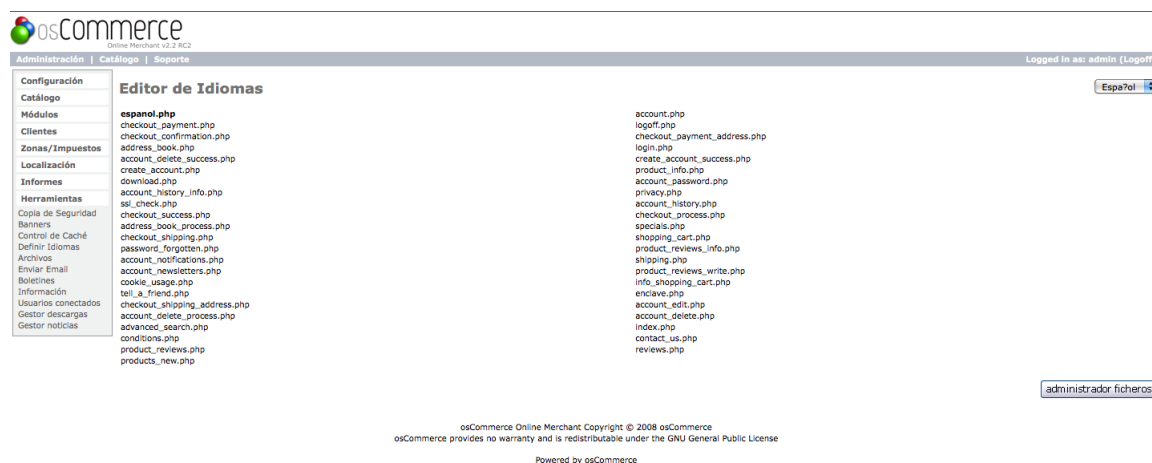 osCommerce
Online Merchant v2.2 RC2
Administración | Catálogo | Soporte
Logged in as: admin (Logoff
Configuración
Catálogo
Módulos
Clientes
Zonas/Impuestos
Localización
Informes
Herramientas
Copia de Seguridad
Banners
Control de Caché
Definir Idiomas
Archivos
Enviar Email
Boletines
Información
Usuarios conectados
Gestor descargas
Gestor noticias
Editor de Idiomas
Espa?ol
espanol.php
checkout_payment.php
checkout_confirmation.php
address_book.php
account_delete_success.php
create_account.php
download.php
account_history_info.php
ssl_check.php
checkout_success.php
address_book_process.php
checkout_shipping.php
password_forgotten.php
account_notifications.php
account_newsletters.php
cookie_usage.php
tell_a_friend.php
checkout_shipping_address.php
account_delete_process.php
advanced_search.php
conditions.php
product_reviews.php
products_new.php
account.php
logoff.php
checkout_payment_address.php
login.php
create_account_success.php
product_info.php
account_password.php
privacy.php
account_history.php
checkout_process.php
specials.php
shopping_cart.php
product_reviews_info.php
shipping.php
product_reviews_write.php
info_shopping_cart.php
enclave.php
account_edit.php
account_delete.php
index.php
contact_us.php
reviews.php
administrador ficheros
osCommerce Online Merchant Copyright © 2008 osCommerce
osCommerce provides no warranty and is redistributable under the GNU General Public License
Powered by osCommerce